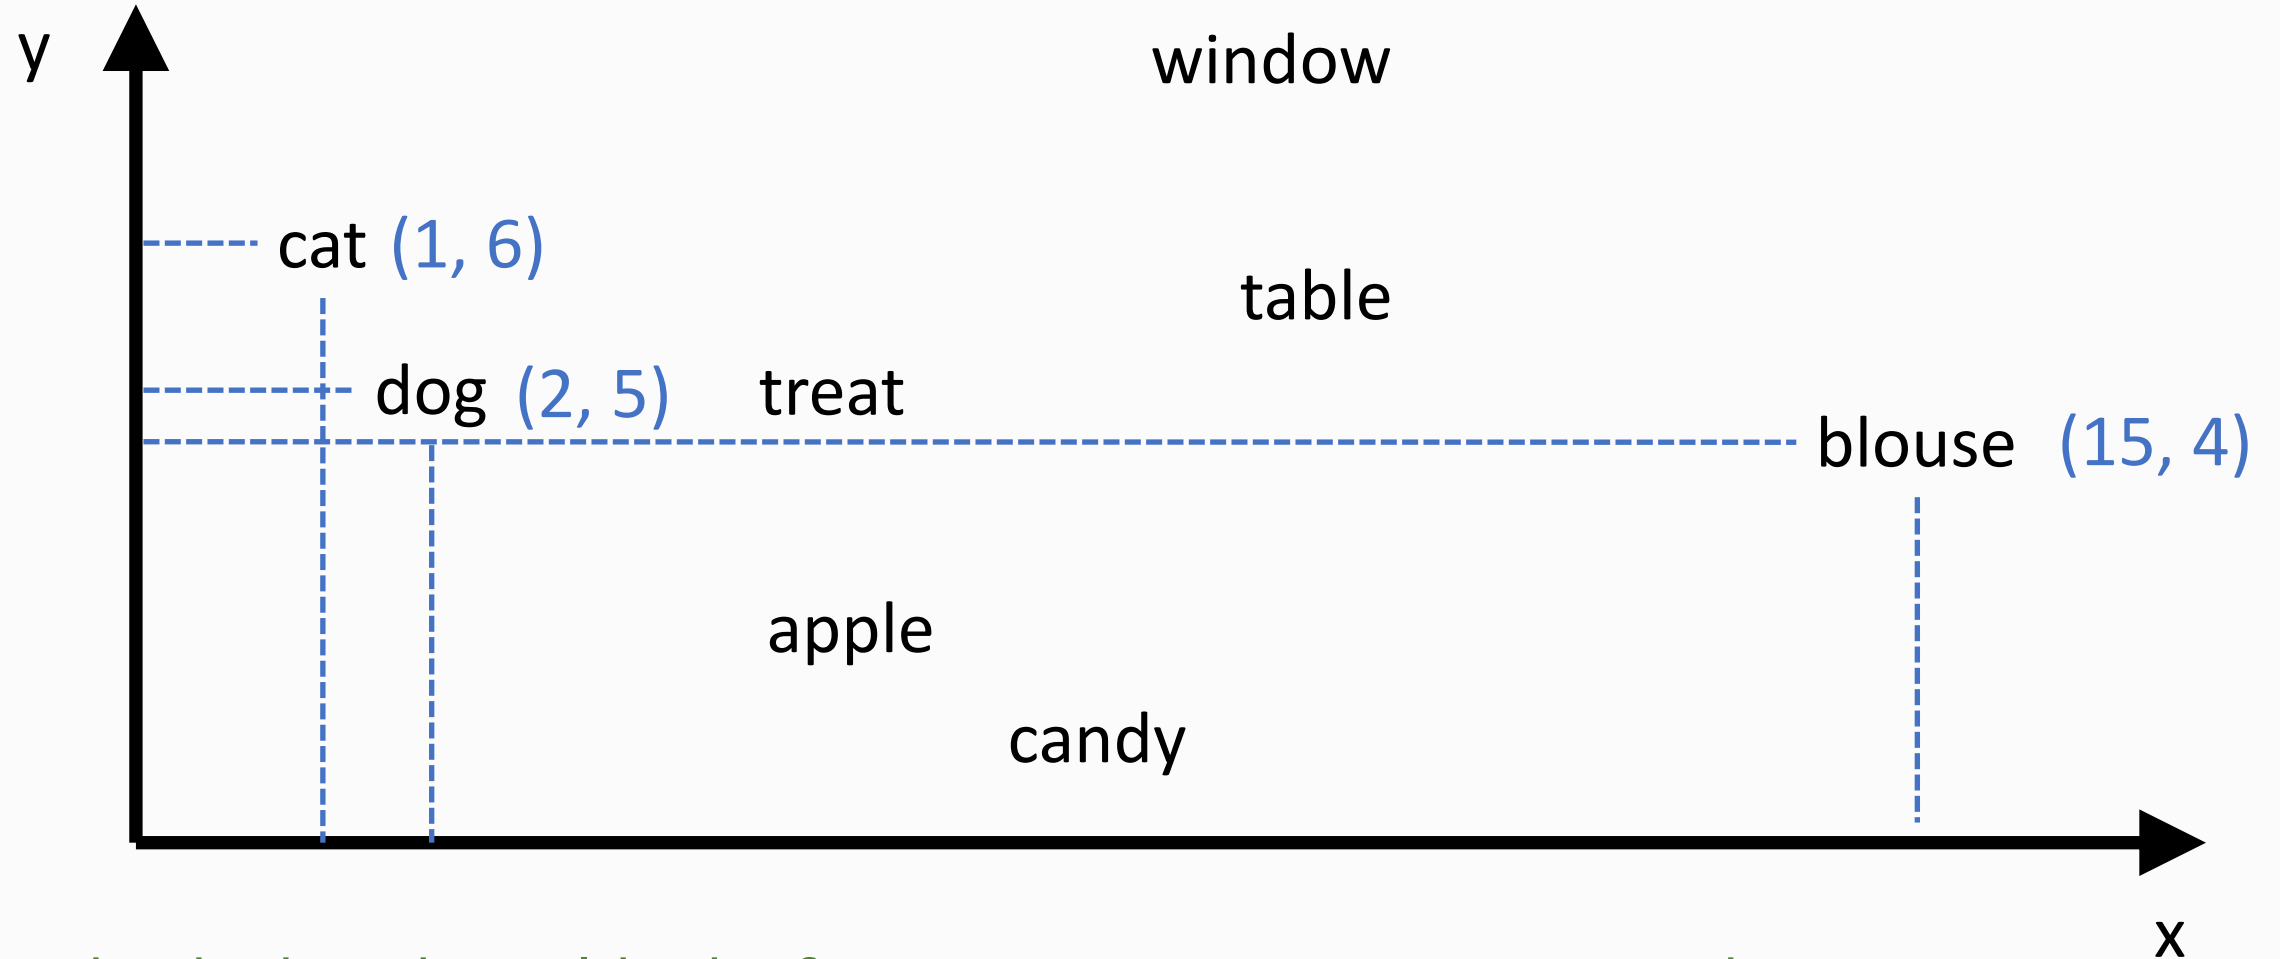 y
window
cat (1, 6)
table
dog (2, 5) treat
blouse (15, 4)
apple
candy
x